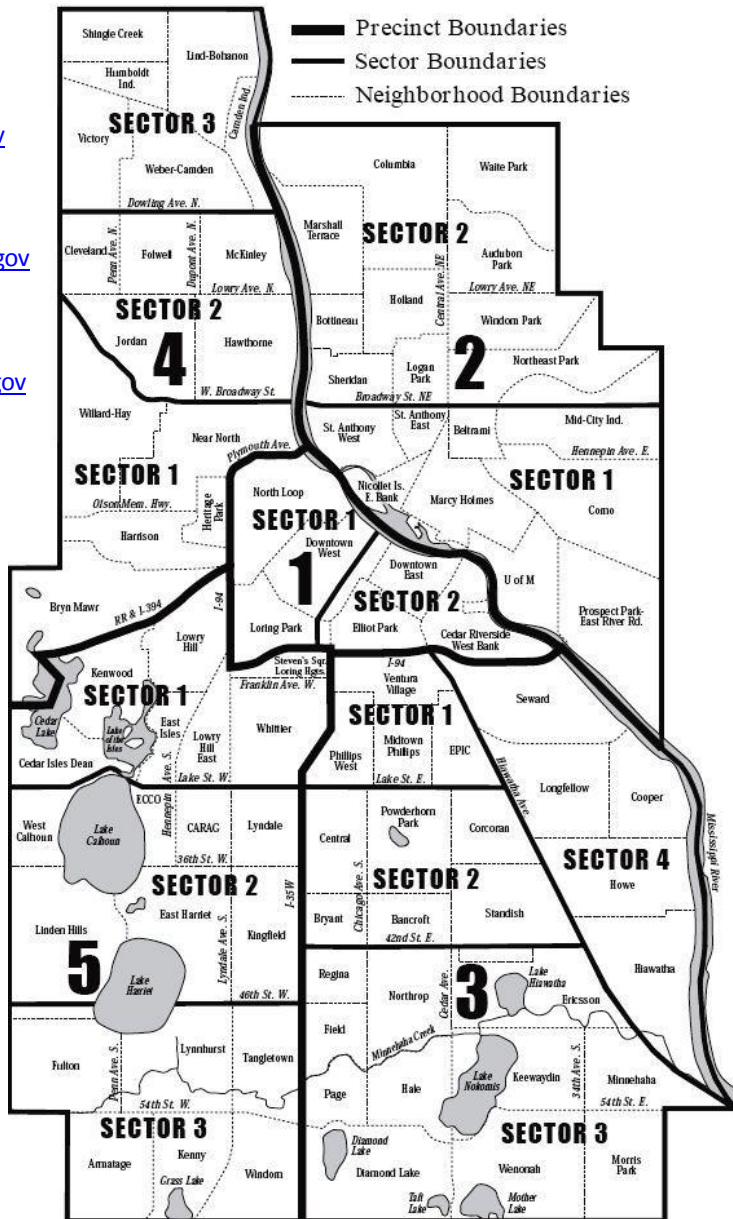 Precinct Boundaries
Sector Boundaries
Neighborhood Boundaries
v
gov
gov
Shingle Creek
Lind-Bohanon
Humboldt
Ind.
Camden Ind.
SECTOR 3
Victory
Weber-Camden
Dowling Ave. N.
Columbia
Waite Park
Marshall
Terrace
SECTOR 2
Audubon
Park
Cleveland
Penn Ave. N.
Folwell
Dupont Ave. N.
McKinley
Lowry Ave. N.
Holland
Central Ave. NE
Lowry Ave. NE
SECTOR 2
Jordan
4
Hawthorne
Bottineau
Windom Park
Logan
Park
2
Northeast Park
Sheridan
W. Broadway St.
Broadway St. NE
Willard-Hay
Near North
Plymouth Ave.
St. Anthony
West
St. Anthony
East
Beltrami
Mid-City Ind.
Hennepin Ave. E.
SECTOR 1
Olson Mem. Hwy.
Heritage
Park
North Loop
Nicollet Is.
E. Bank
Marcy Holmes
SECTOR 1
Como
SECTOR 1
Downtown
West
1
Harrison
Downtown
East
U of M
Bryn Mawr
RR & I-394
I-94
SECTOR 2
Prospect Park-
East River Rd.
Loring Park
Elliot Park
Cedar Riverside
West Bank
Lowry
Hill
Kenwood
Steven's Sqr.
Loring Hgts.
Franklin Ave. W.
I-94
Ventura
Village
Seward
SECTOR 1
Cedar
Lake
Lake
of the
Isles
East
Isles
Lowry
Hill
East
Whittier
SECTOR 1
Phillips
West
Midtown
Phillips
EPIC
Cedar Isles Dean
Hennepin Ave. S.
Lake St. W.
Lake St. E.
Hiawatha Ave.
Longfellow
Cooper
Mississippi River
ECCO
West
Calhoun
Lake
Calhoun
CARAG
Lyndale
36th St. W.
Central
Powderhorn
Park
Corcoran
SECTOR 4
Howe
SECTOR 2
I-35W
Chicago Ave. S.
SECTOR 2
East Harriet
Lyndale Ave. S.
Kingfield
Bryant
Bancroft
Standish
42nd St. E.
Linden Hills
5
Lake
Harriet
46th St. W.
Regina
Northrop
Cedar Ave.
3
Lake
Hiawatha
Ericsson
Hiawatha
Field
Minnehaha Creek
Fulton
Penn Ave. S.
Lynnhurst
Tangletown
54th St. W.
Page
Hale
Lake
Nokomis
Keewaydin
34th Ave. S.
Minnehaha
54th St. E.
SECTOR 3
Armatage
Kenny
Grass Lake
Windom
Diamond
Lake
Diamond Lake
SECTOR 3
Wenonah
Morris
Park
Taft
Lake
Mother
Lake